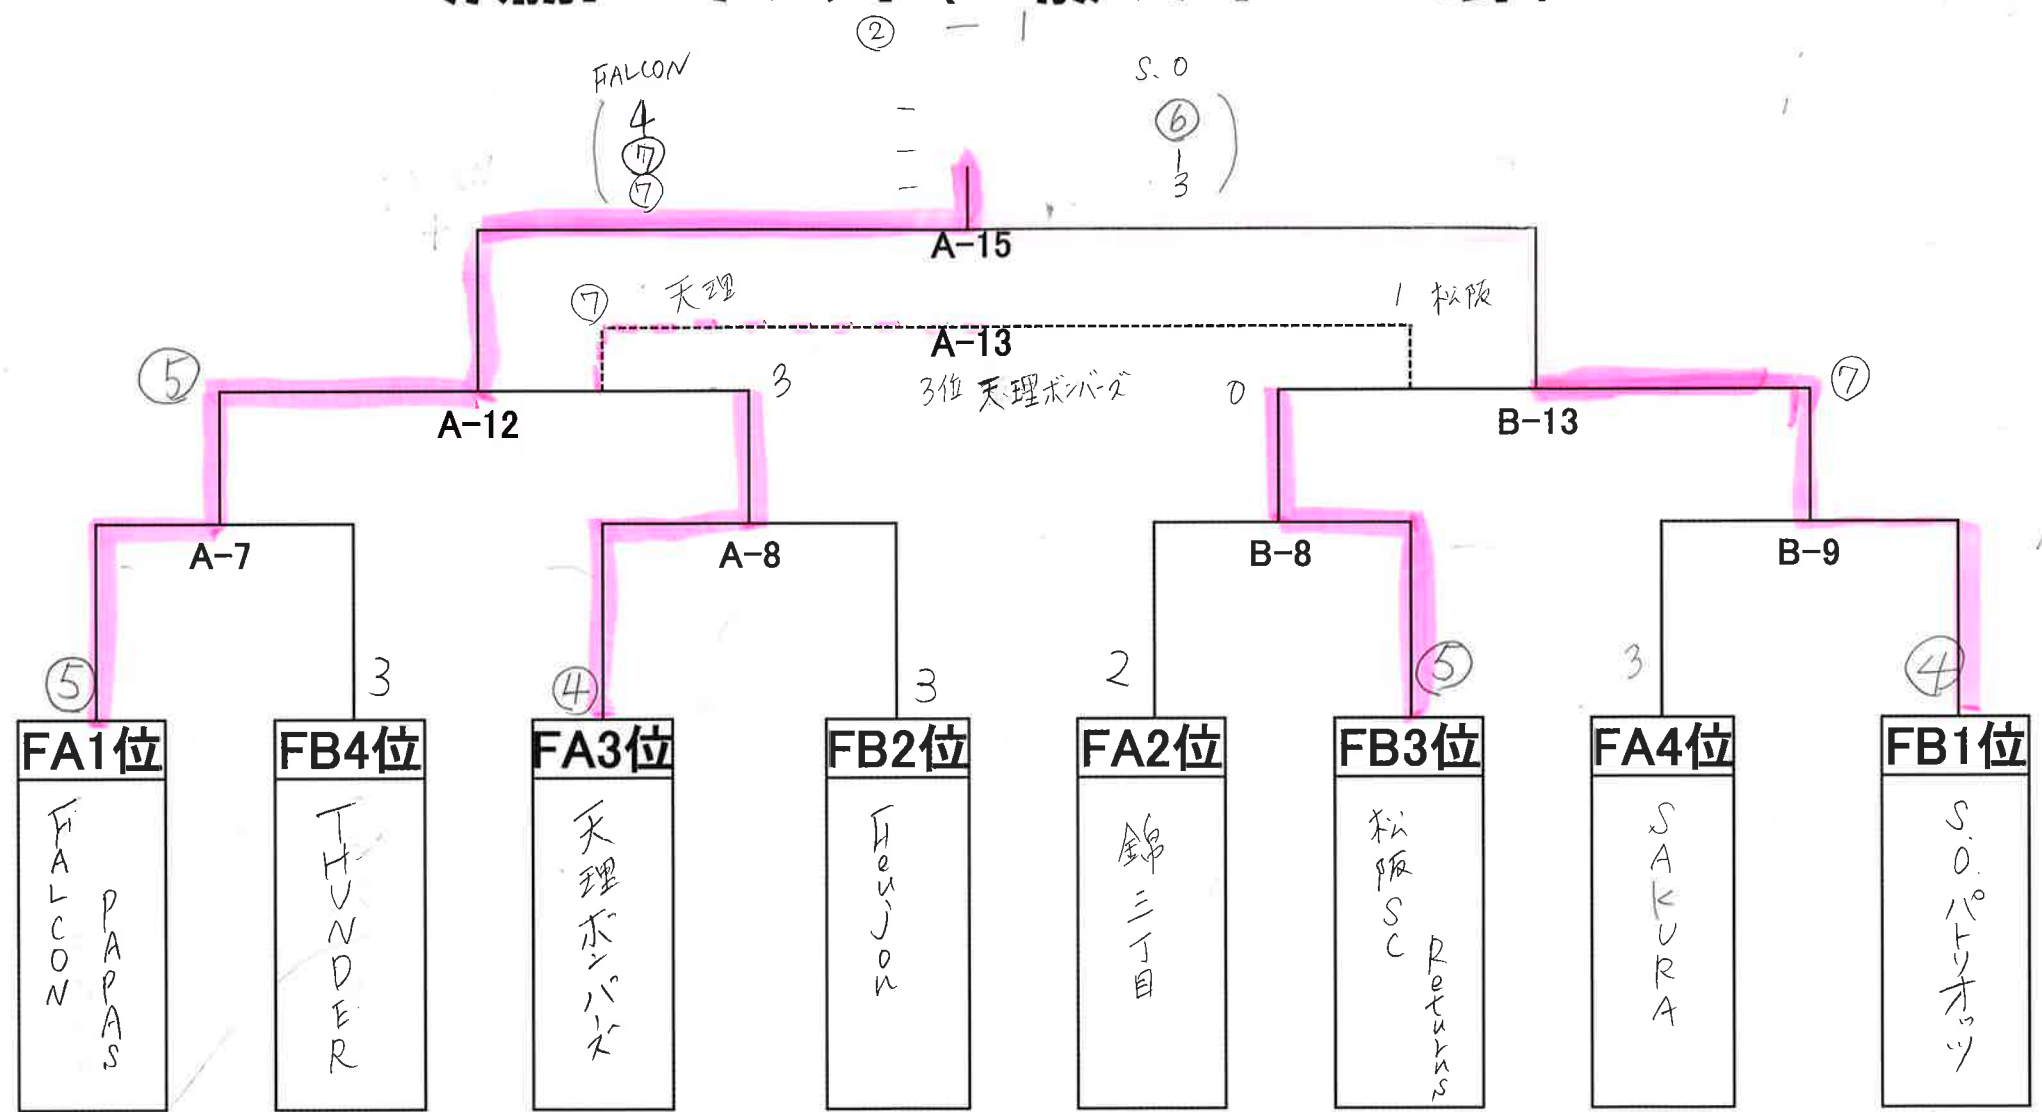 ② － 1
FALCON S.O
4 － ⑥
⑦ － 1
⑦ － 3
A-15
⑦ 天理 1 松阪
A-13
⑤ 3 3位 天理ボンバーズ 0 ⑦
A-12 B-13
A-7 A-8 B-8 B-9
⑤ 3 ④ 3 2 ⑤ 3 ④
FA1位 FB4位 FA3位 FB2位 FA2位 FB3位 FA4位 FB1位
FALCON
PAPAS
THUNDER
天理ボンバーズ
Heujon
錦三丁目
松阪SC
Returns
SAKURA
S.O.パトリオッツ